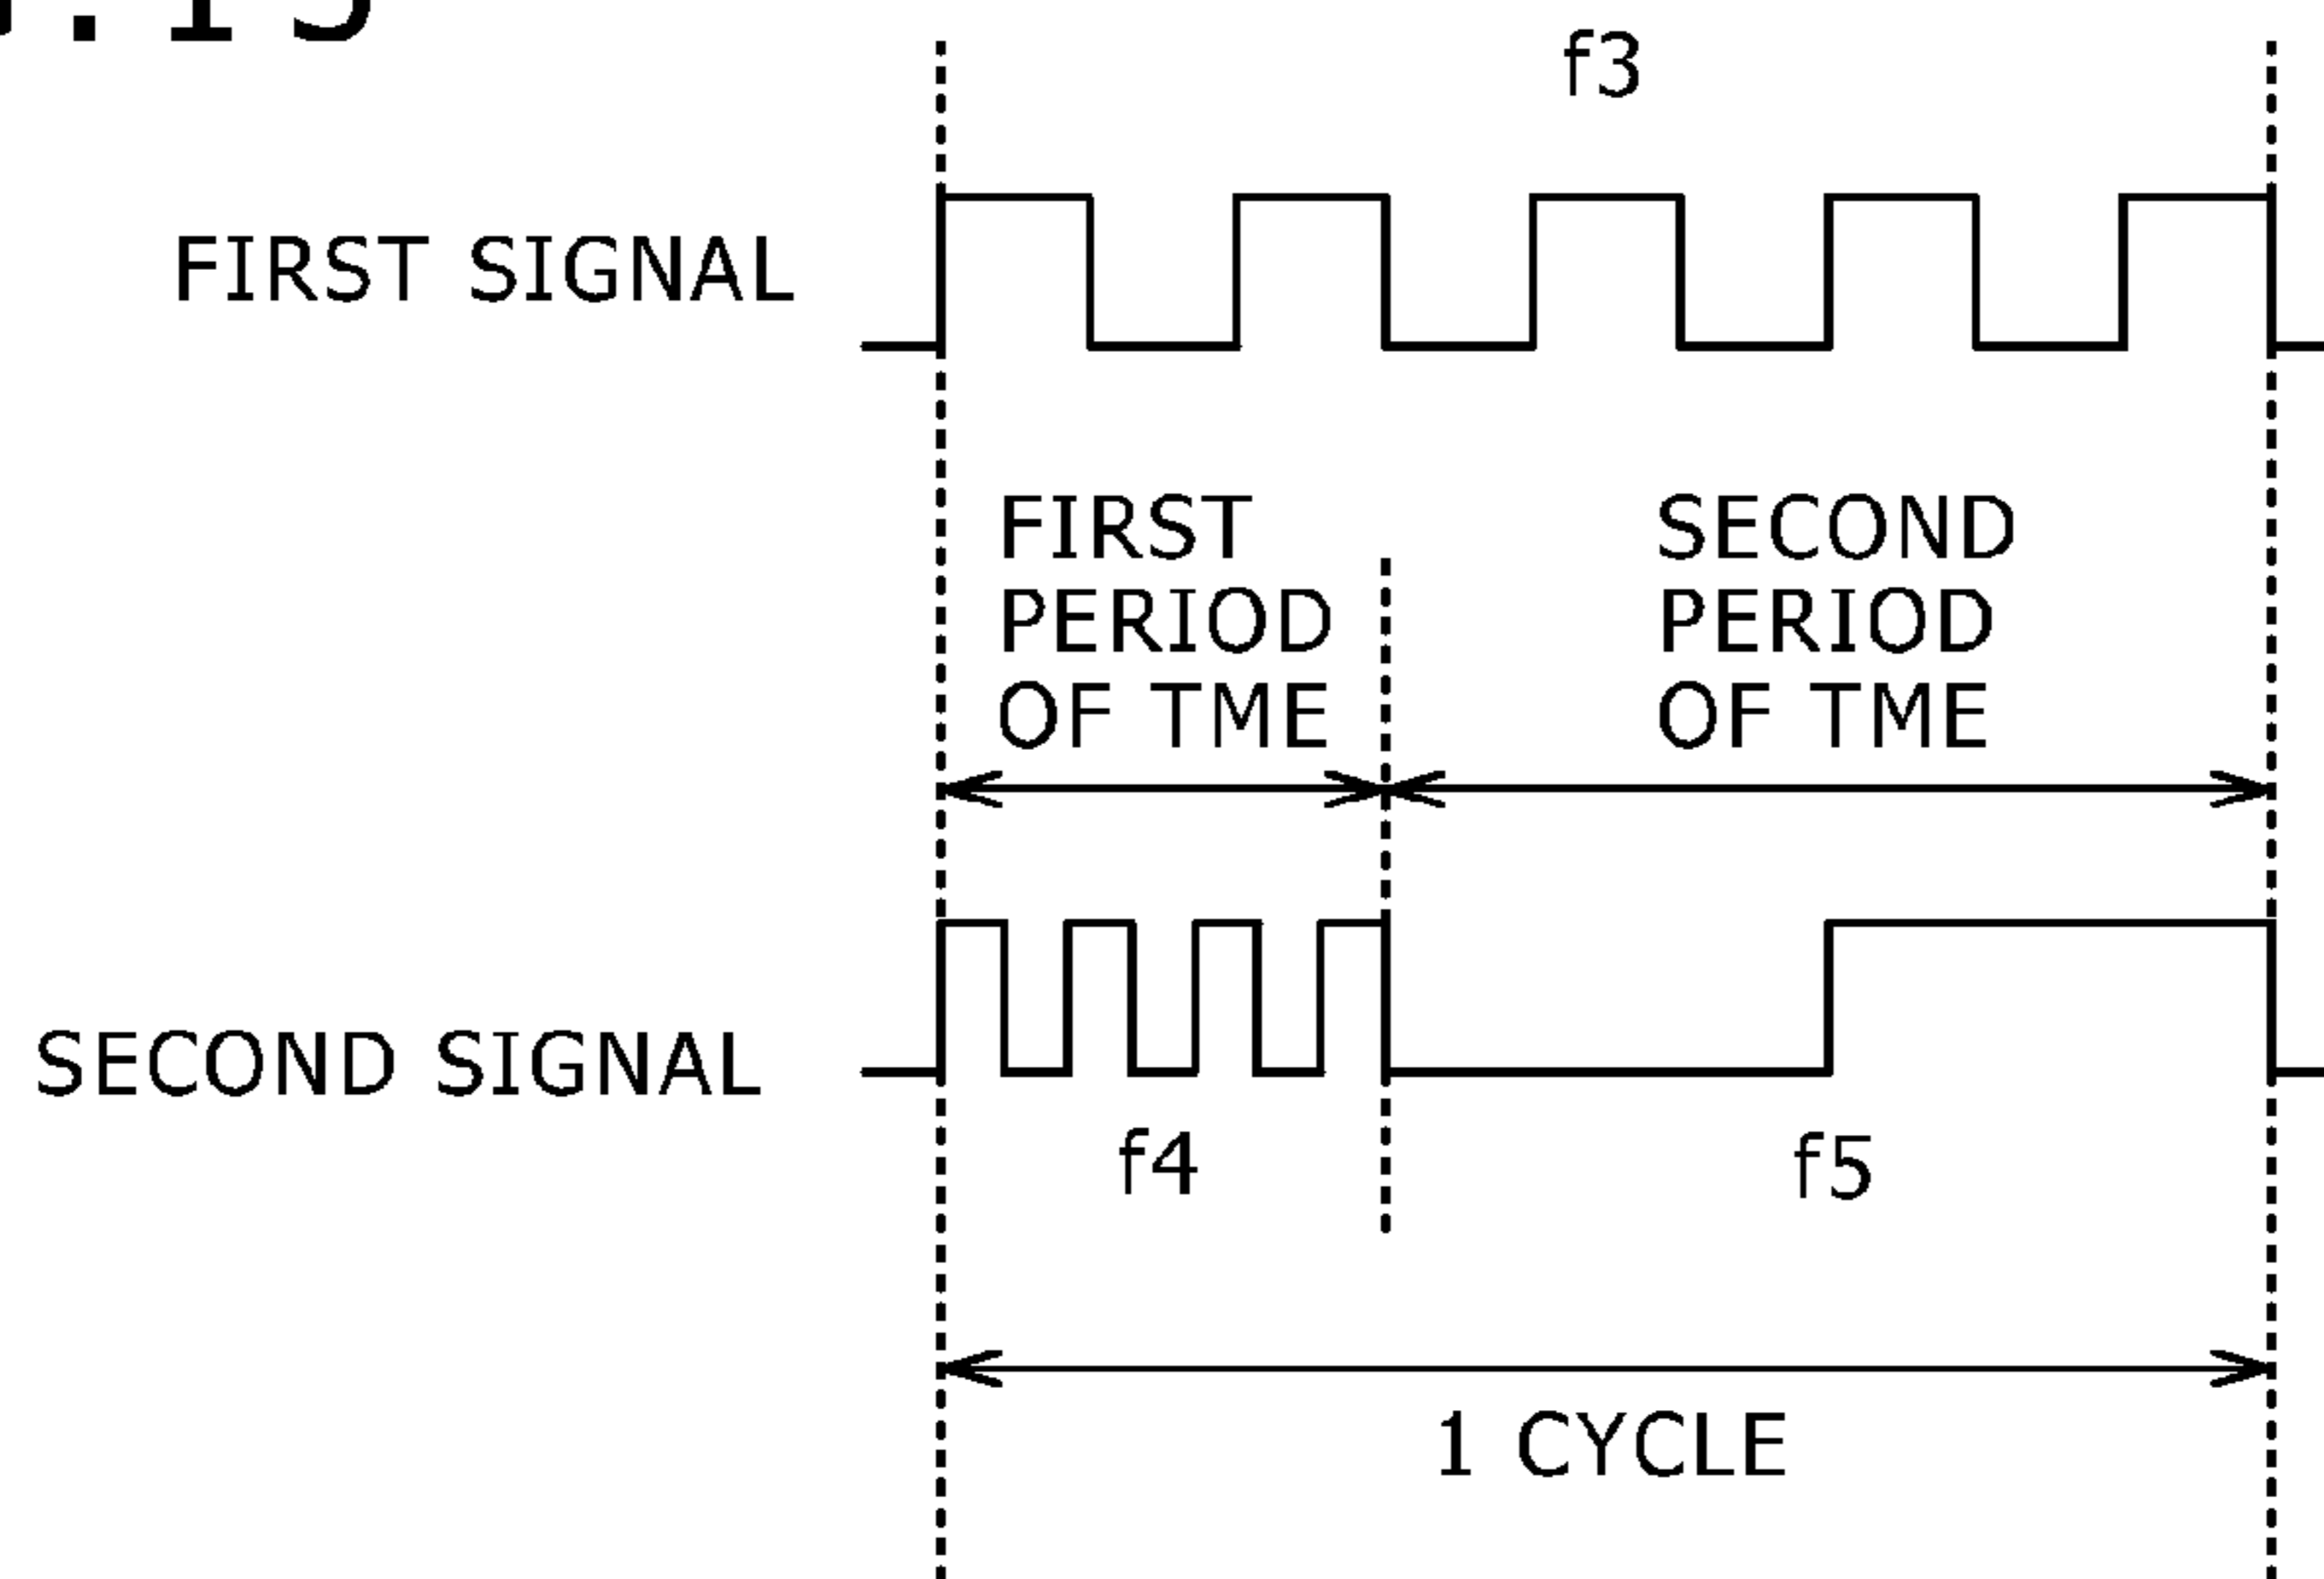 f3
FIRST SIGNAL
FIRST
PERIOD
OF TME
SECOND
PERIOD
OF TME
SECOND SIGNAL
f4
f5
1 CYCLE